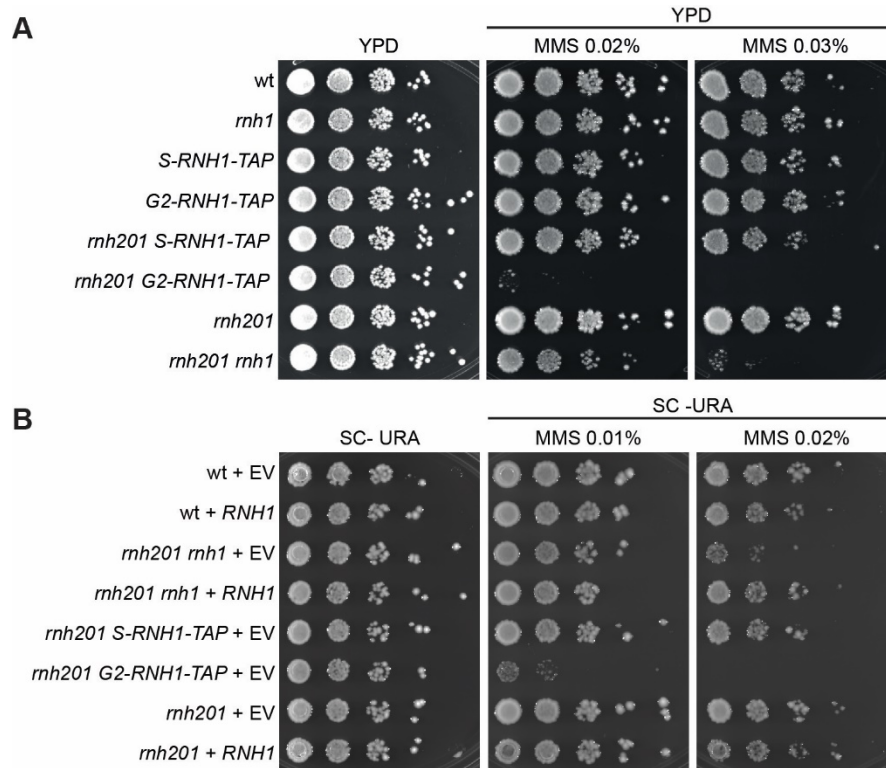 A
YPD
YPD
MMS 0.02%
MMS 0.03%
wt
rnh1
S-RNH1-TAP
G2-RNH1-TAP
rnh201 S-RNH1-TAP
rnh201 G2-RNH1-TAP
rnh201
rnh201 rnh1
B
SC -URA
SC- URA
MMS 0.01%
MMS 0.02%
wt + EV
wt + RNH1
rnh201 rnh1 + EV
rnh201 rnh1 + RNH1
rnh201 S-RNH1-TAP + EV
rnh201 G2-RNH1-TAP + EV
rnh201 + EV
rnh201 + RNH1